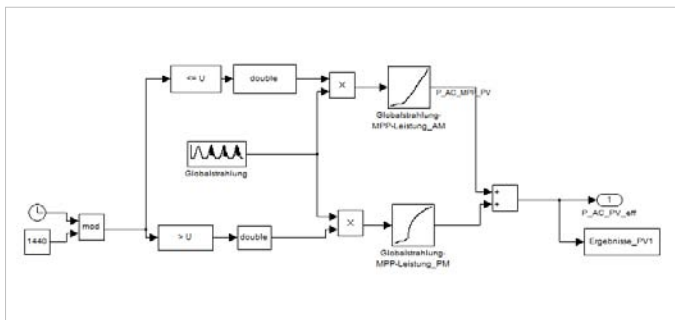 <= U
double
X
P_AC_MPP_PV
Globalstrahlung-
MPP-Leistung_AM
Globalstrahlung
1440
mod
> U
double
X
Globalstrahlung-
MPP-Leistung_PM
+
+
1
P_AC_PV_eff
Ergebnisse_PV1